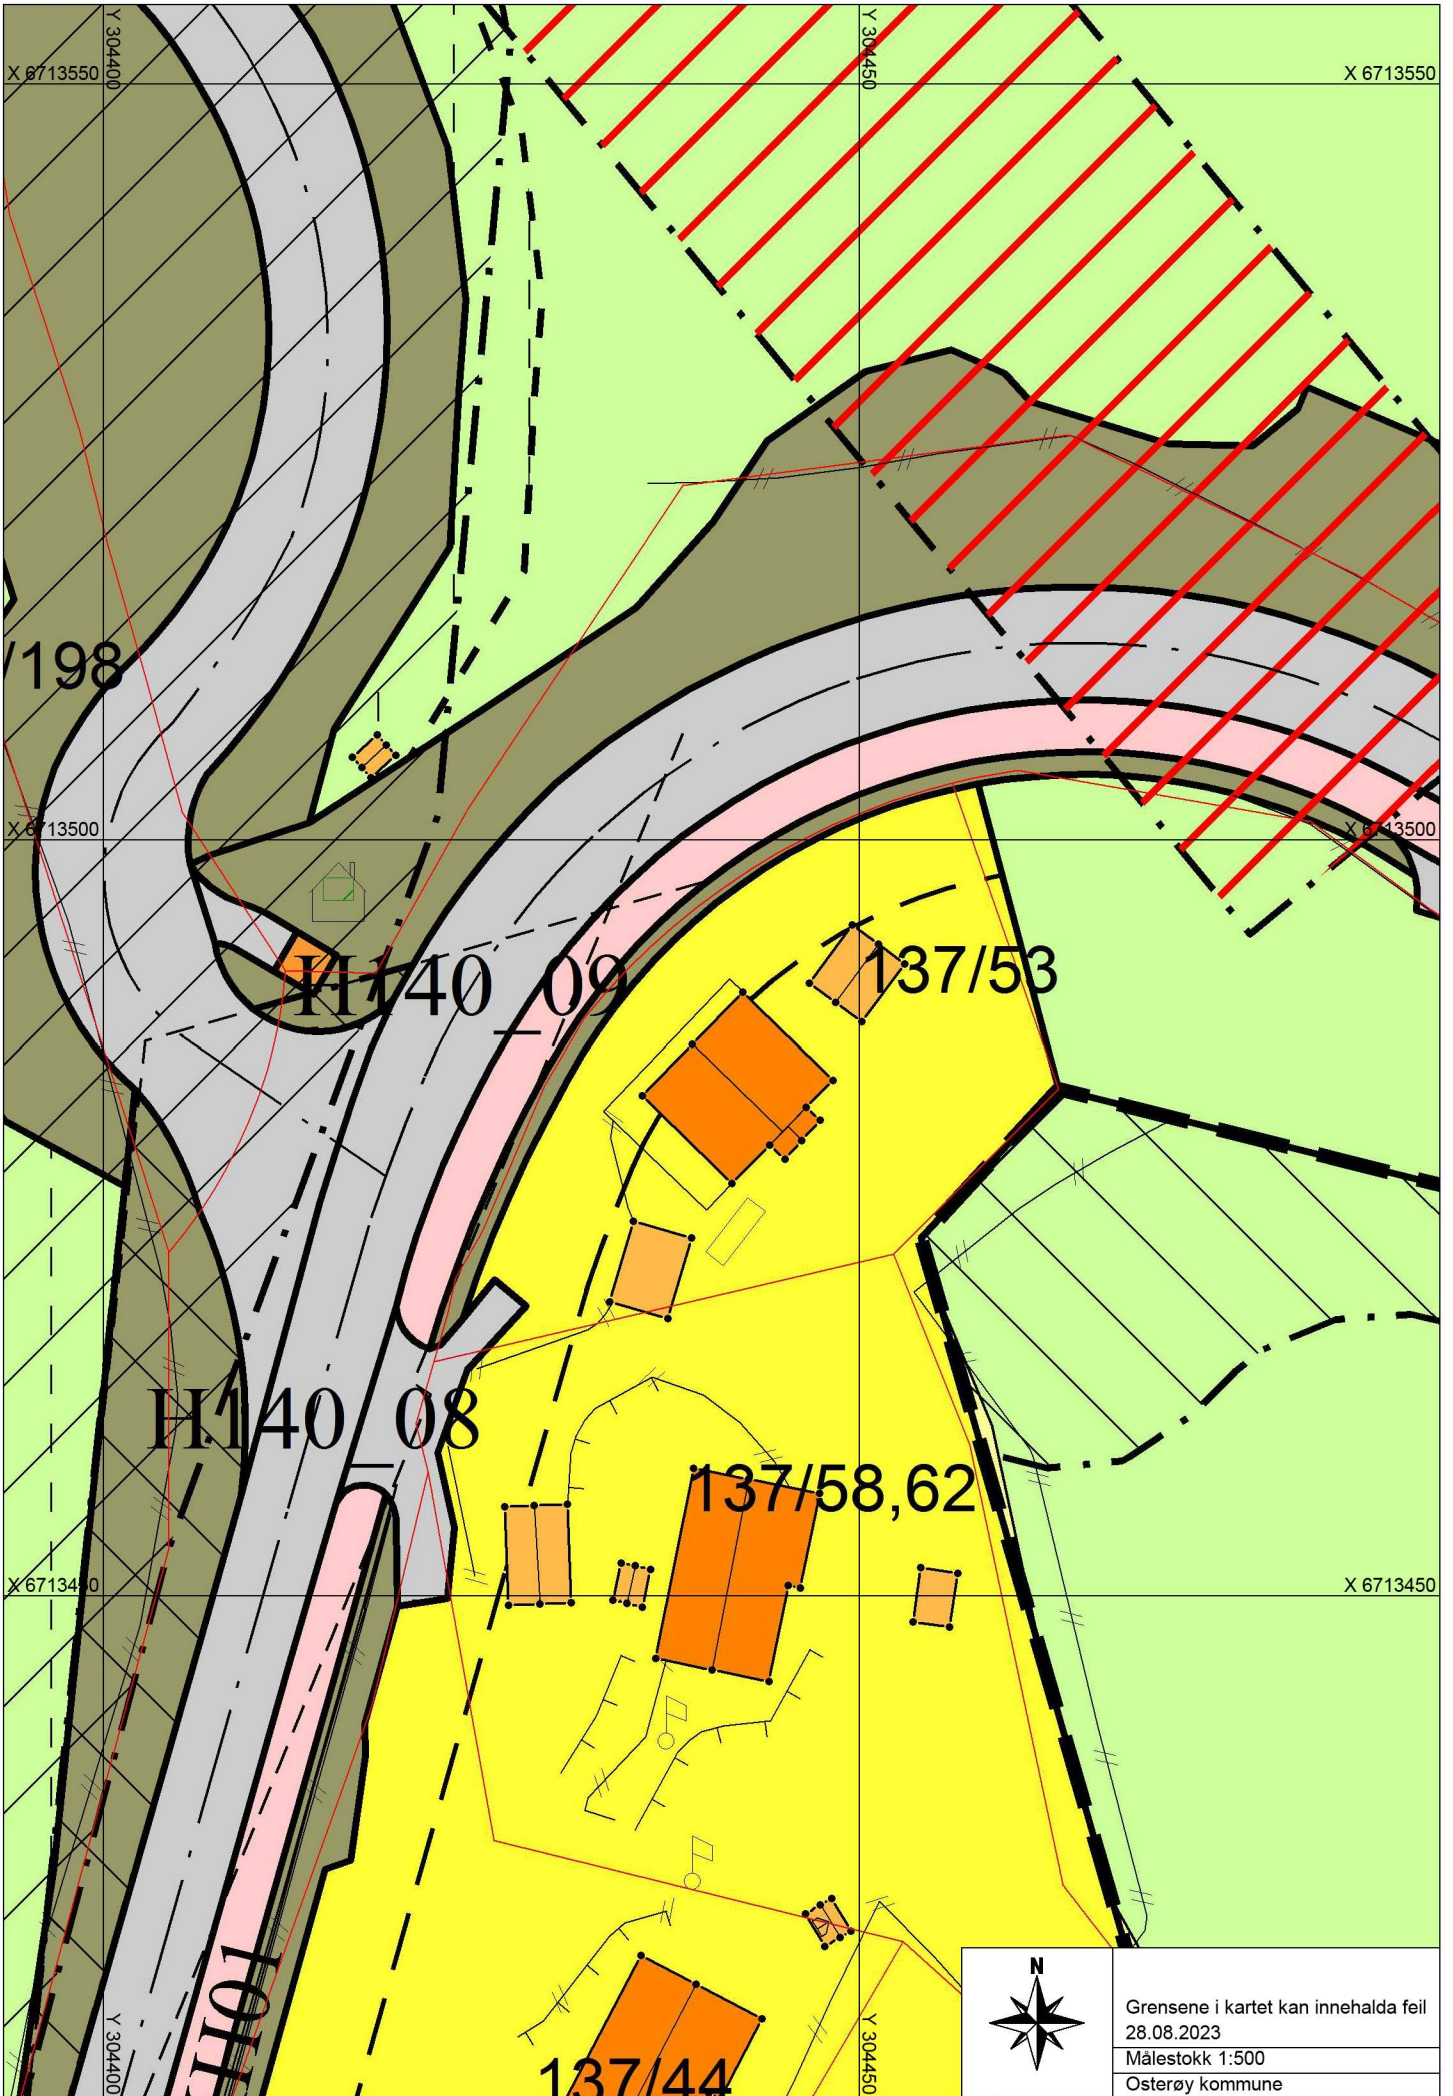 Y 304400
Y 304450
X 6713550
X 6713550
/198
X 6713500
X 6713500
H140_09
137/53
H140_08
137/58,62
X 6713450
X 6713450
H01
Y 304400
Y 304450
137/44
N
Grensene i kartet kan innehalda feil
28.08.2023
Målestokk 1:500
Osterøy kommune